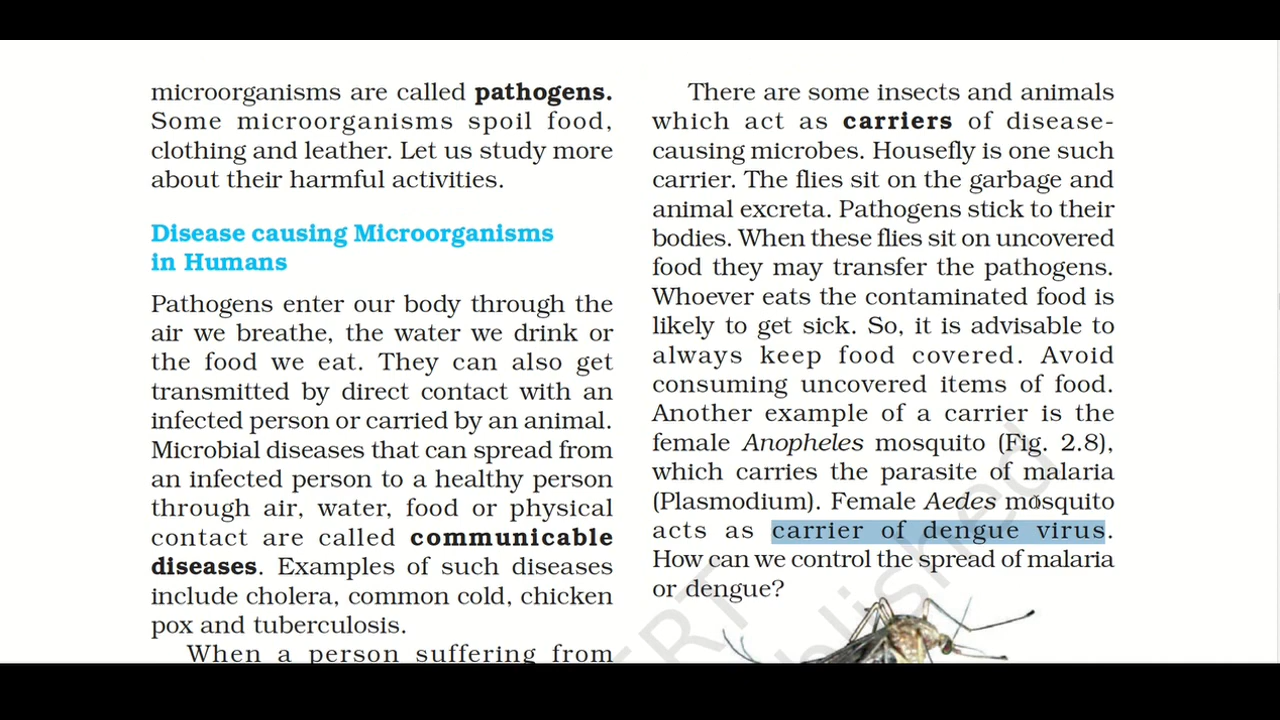 microorganisms are called pathogens.
Some microorganisms spoil food,
clothing and leather. Let us study more
about their harmful activities.
Disease causing Microorganisms
in Humans
Pathogens enter our body through the
air we breathe, the water we drink or
the food we eat. They can also get
transmitted by direct contact with an
infected person or carried by an animal.
Microbial diseases that can spread from
an infected person to a healthy person
through air, water, food or physical
contact are called communicable
diseases. Examples of such diseases
include cholera, common cold, chicken
pox and tuberculosis.
When a person suffering from
There are some insects and animals
which act as carriers of disease-
causing microbes. Housefly is one such
carrier. The flies sit on the garbage and
animal excreta. Pathogens stick to their
bodies. When these flies sit on uncovered
food they may transfer the pathogens.
Whoever eats the contaminated food is
likely to get sick. So, it is advisable to
always keep food covered. Avoid
consuming uncovered items of food.
Another example of a carrier is the
female Anopheles mosquito (Fig. 2.8),
which carries the parasite of malaria
(Plasmodium). Female Aedes mosquito
acts as carrier of dengue virus.
How can we control the spread of malaria
or dengue?